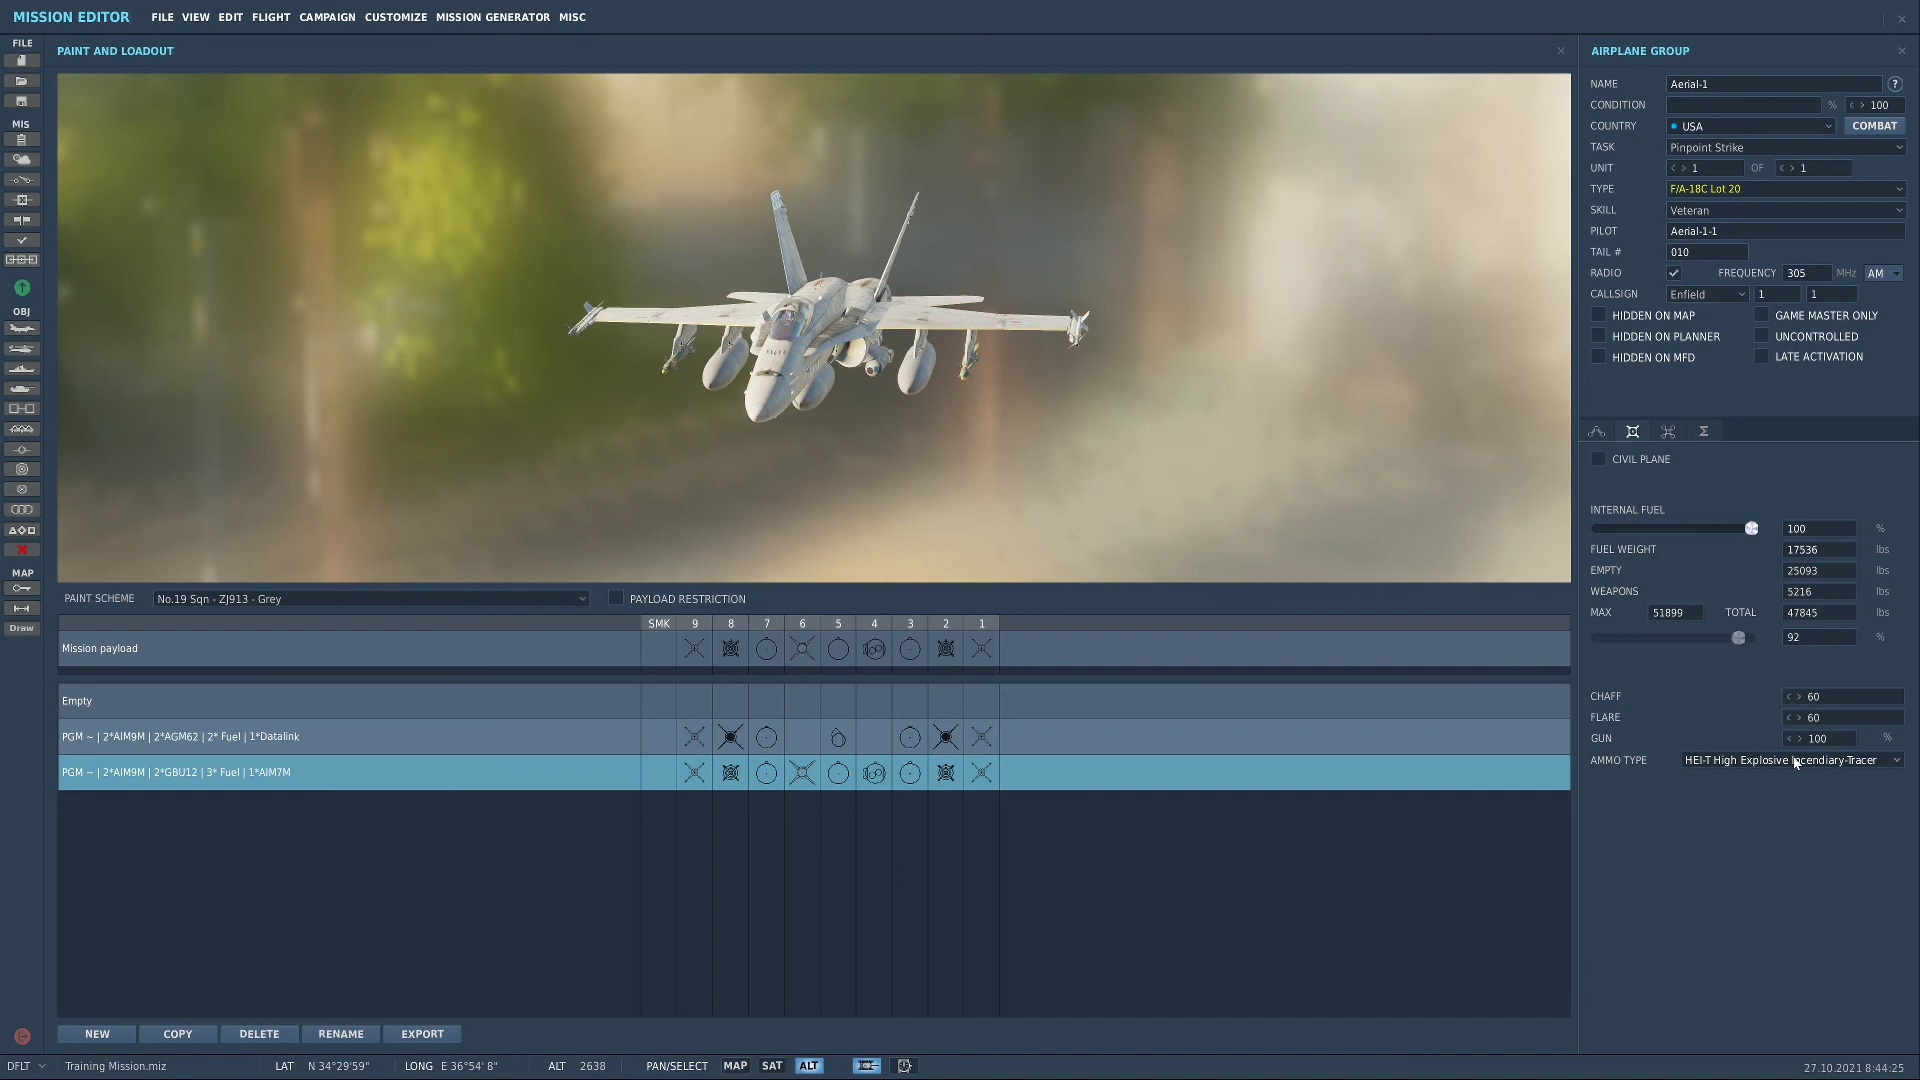 MISSION EDITOR FILE VIEW EDIT FLIGHT CAMPAIGN CUSTOMIZE MISSION GENERATOR MISC
FILE
MIS
OBJ
MAP
Draw
PAINT AND LOADOUT
PAINT SCHEME No.19 Sqn - ZJ913 - Grey PAYLOAD RESTRICTION
SMK 9 8 7 6 5 4 3 2 1
Mission payload
Empty
PGM ~ | 2*AIM9M | 2*AGM62 | 2* Fuel | 1*Datalink
PGM ~ | 2*AIM9M | 2*GBU12 | 3* Fuel | 1*AIM7M
NEW COPY DELETE RENAME EXPORT
AIRPLANE GROUP
NAME Aerial-1 ?
CONDITION % < > 100
COUNTRY USA COMBAT
TASK Pinpoint Strike
UNIT < > 1 OF < > 1
TYPE F/A-18C Lot 20
SKILL Veteran
PILOT Aerial-1-1
TAIL # 010
RADIO FREQUENCY 305 MHz AM
CALLSIGN Enfield 1 1
HIDDEN ON MAP GAME MASTER ONLY
HIDDEN ON PLANNER UNCONTROLLED
HIDDEN ON MFD LATE ACTIVATION
CIVIL PLANE
INTERNAL FUEL
100 %
FUEL WEIGHT 17536 lbs
EMPTY 25093 lbs
WEAPONS 5216 lbs
MAX 51899 TOTAL 47845 lbs
92 %
CHAFF < > 60
FLARE < > 60
GUN < > 100 %
AMMO TYPE HEI-T High Explosive Incendiary-Tracer
DFLT Training Mission.miz LAT N 34°29'59" LONG E 36°54' 8" ALT 2638 PAN/SELECT MAP SAT ALT 27.10.2021 8:44:25